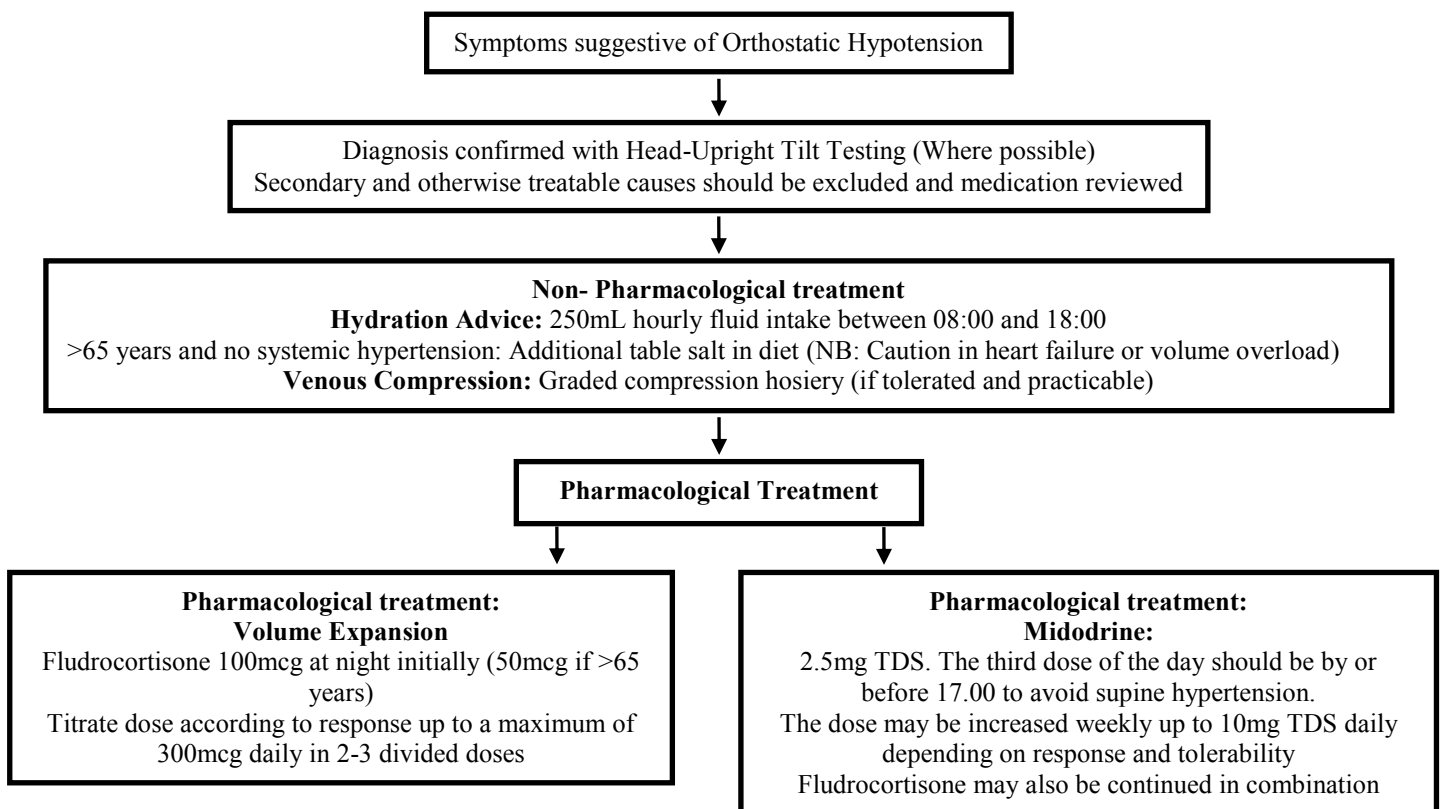 Symptoms suggestive of Orthostatic Hypotension
Diagnosis confirmed with Head-Upright Tilt Testing (Where possible)
Secondary and otherwise treatable causes should be excluded and medication reviewed
Non- Pharmacological treatment
Hydration Advice: 250mL hourly fluid intake between 08:00 and 18:00
>65 years and no systemic hypertension: Additional table salt in diet (NB: Caution in heart failure or volume overload)
Venous Compression: Graded compression hosiery (if tolerated and practicable)
Pharmacological Treatment
Pharmacological treatment:
Volume Expansion
Fludrocortisone 100mcg at night initially (50mcg if >65
years)
Titrate dose according to response up to a maximum of
300mcg daily in 2-3 divided doses
Pharmacological treatment:
Midodrine:
2.5mg TDS. The third dose of the day should be by or
before 17.00 to avoid supine hypertension.
The dose may be increased weekly up to 10mg TDS daily
depending on response and tolerability
Fludrocortisone may also be continued in combination